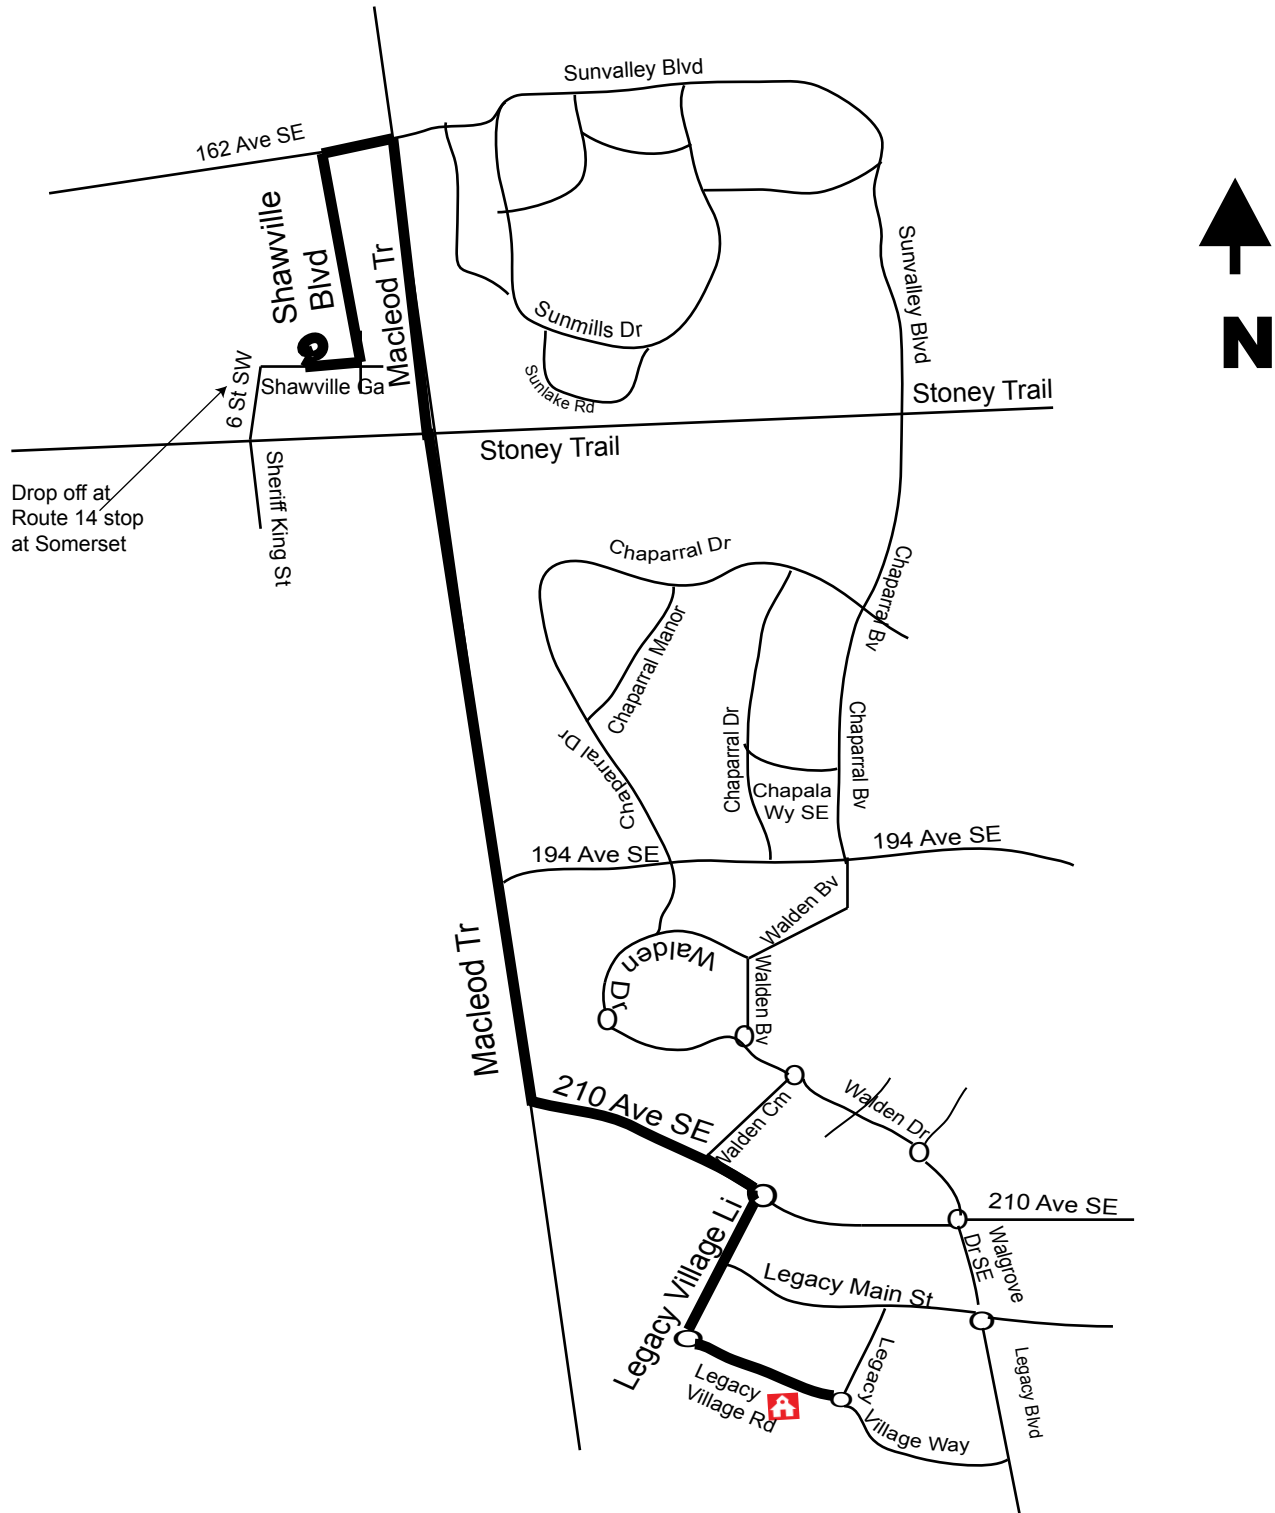 Sunvalley Blvd
162 Ave SE
Shawville
Blvd
Macleod Tr
Sunvalley Blvd
N
Sunmills Dr
Sunlake Rd
6 St SW
Shawville Ga
Stoney Trail
Stoney Trail
Sheriff King St
Drop off at
Route 14 stop
at Somerset
Chaparral Dr
Chaparral Bv
Chaparral Manor
Chaparral Dr
Chaparral Dr
Chaparral Bv
Chapala
Wy SE
194 Ave SE
194 Ave SE
Walden Bv
Walden Dr
Walden Bv
Macleod Tr
210 Ave SE
Walden Cm
Walden Dr
210 Ave SE
Walgrove
Dr SE
Legacy Village Li
Legacy Main St
Legacy
Village Rd
Legacy
Village Way
Legacy Blvd